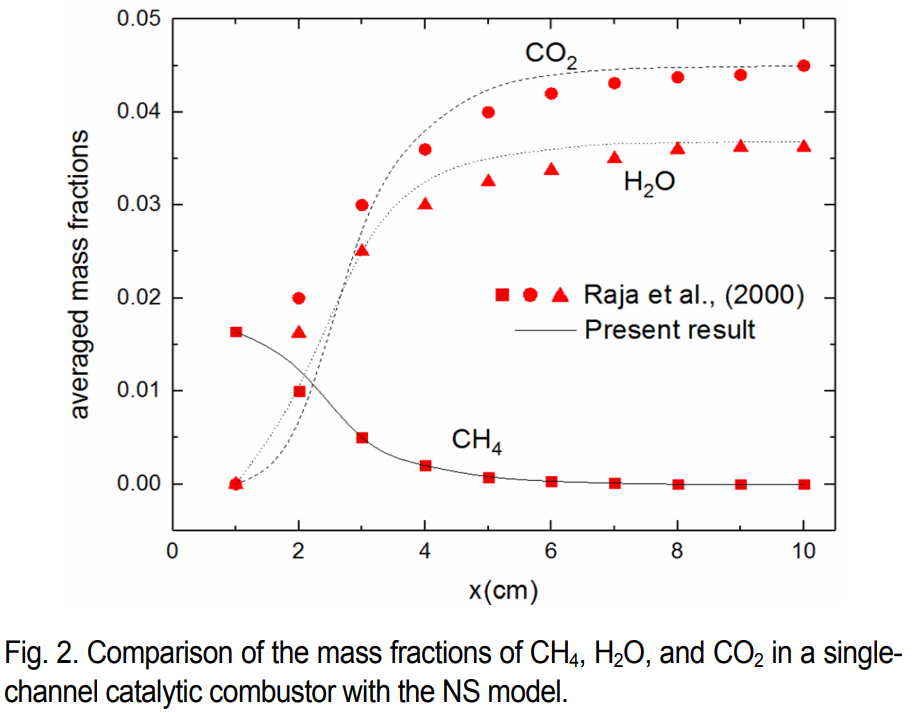 0.05
0.04
0.03
0.02
0.01
0.00
averaged mass fractions
CO₂
H₂O
Raja et al., (2000)
Present result
CH₄
0 2 4 6 8 10
x(cm)
Fig. 2. Comparison of the mass fractions of CH₄, H₂O, and CO₂ in a single-
channel catalytic combustor with the NS model.